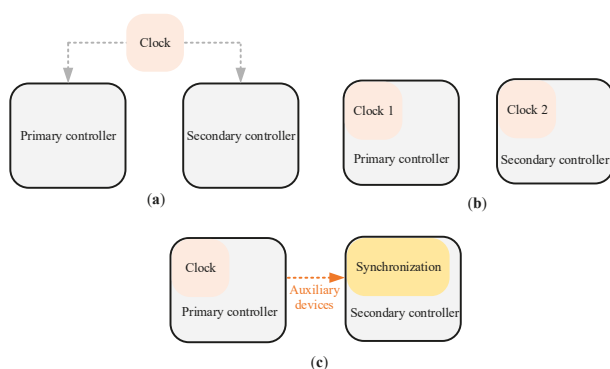 Clock
Primary controller
Secondary controller
(a)
Clock 1
Primary controller
Clock 2
Secondary controller
(b)
Clock
Primary controller
Auxiliary
devices
Synchronization
Secondary controller
(c)